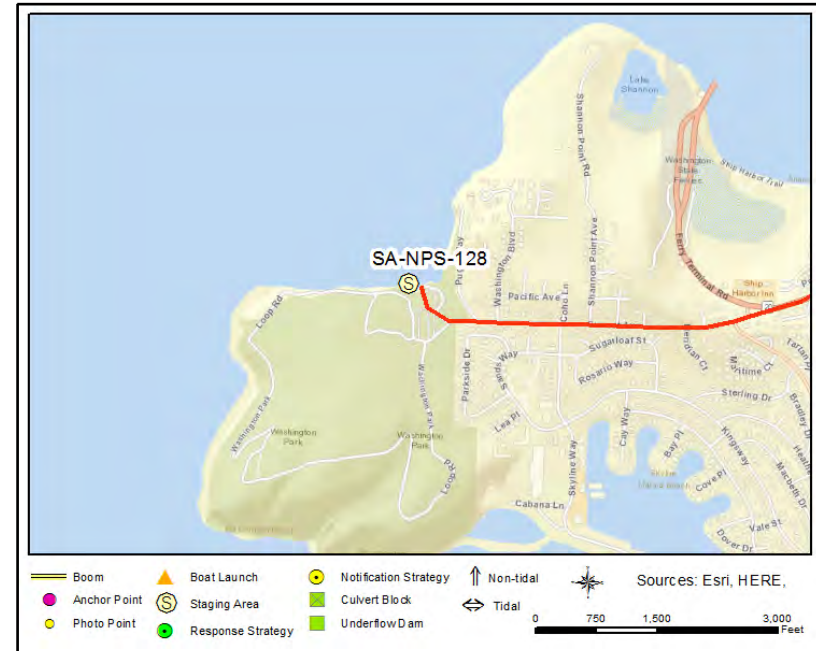 Lake
Shannon
Shannon Point Rd
Washington
State
Ferries
Ship Harbor Trail
Ferry Terminal Rd
SA-NPS-128
S
Washington Blvd
Shannon Point Ave
Pacific Ave
Coho Ln
Ship
Harbor Inn
Loop Rd
Sugarloaf St
Rosario Way
Parkside Dr
Sands Way
Lea Pl
Sterling Dr
Bradley Dr
Cay Way
Bay Pl
Kingsway
Cove Pl
Macbeth Dr
Skyline Way
Cabana Ln
Vale St
Dover Dr
Washington Park
Washington Park
Washington
Park
Washington
Park
Loop
Rd
Boom
Boat Launch
Notification Strategy
Non-tidal
Sources: Esri, HERE,
Anchor Point
S
Staging Area
Culvert Block
Tidal
Photo Point
Response Strategy
Underflow Dam
0 750 1,500 3,000
Feet